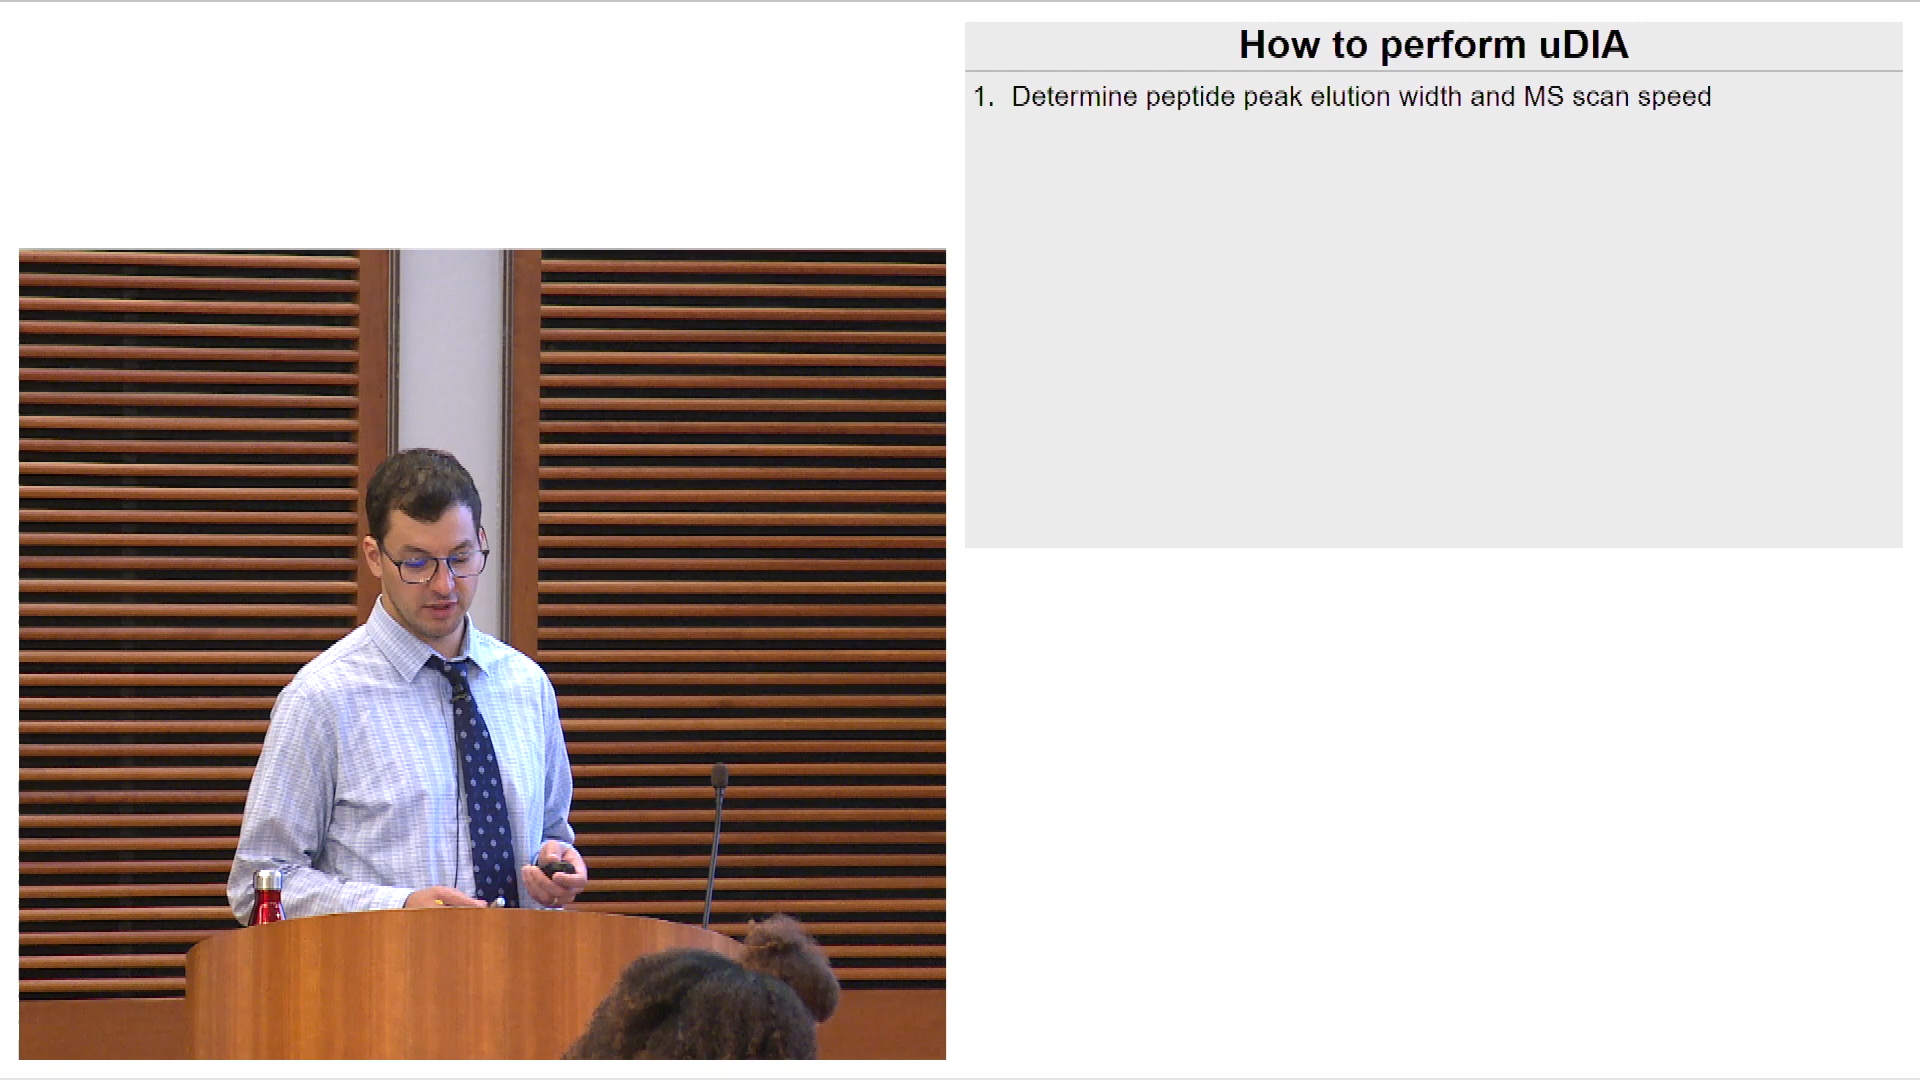 How to perform uDIA
1. Determine peptide peak elution width and MS scan speed